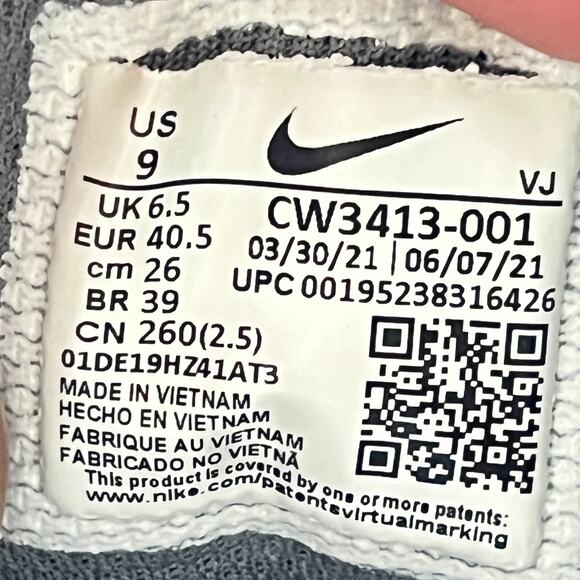 US
9
VJ
UK 6.5
EUR 40.5
cm 26
BR 39
CN 260(2.5)
CW3413-001
03/30/21 | 06/07/21
UPC 00195238316426
01DE19HZ41AT3
MADE IN VIETNAM
HECHO EN VIETNAM
FABRIQUE AU VIETNAM
FABRICADO NO VIETNÃ
This product is covered by one or more patents:
www.nike.com/patentsvirtualmarking